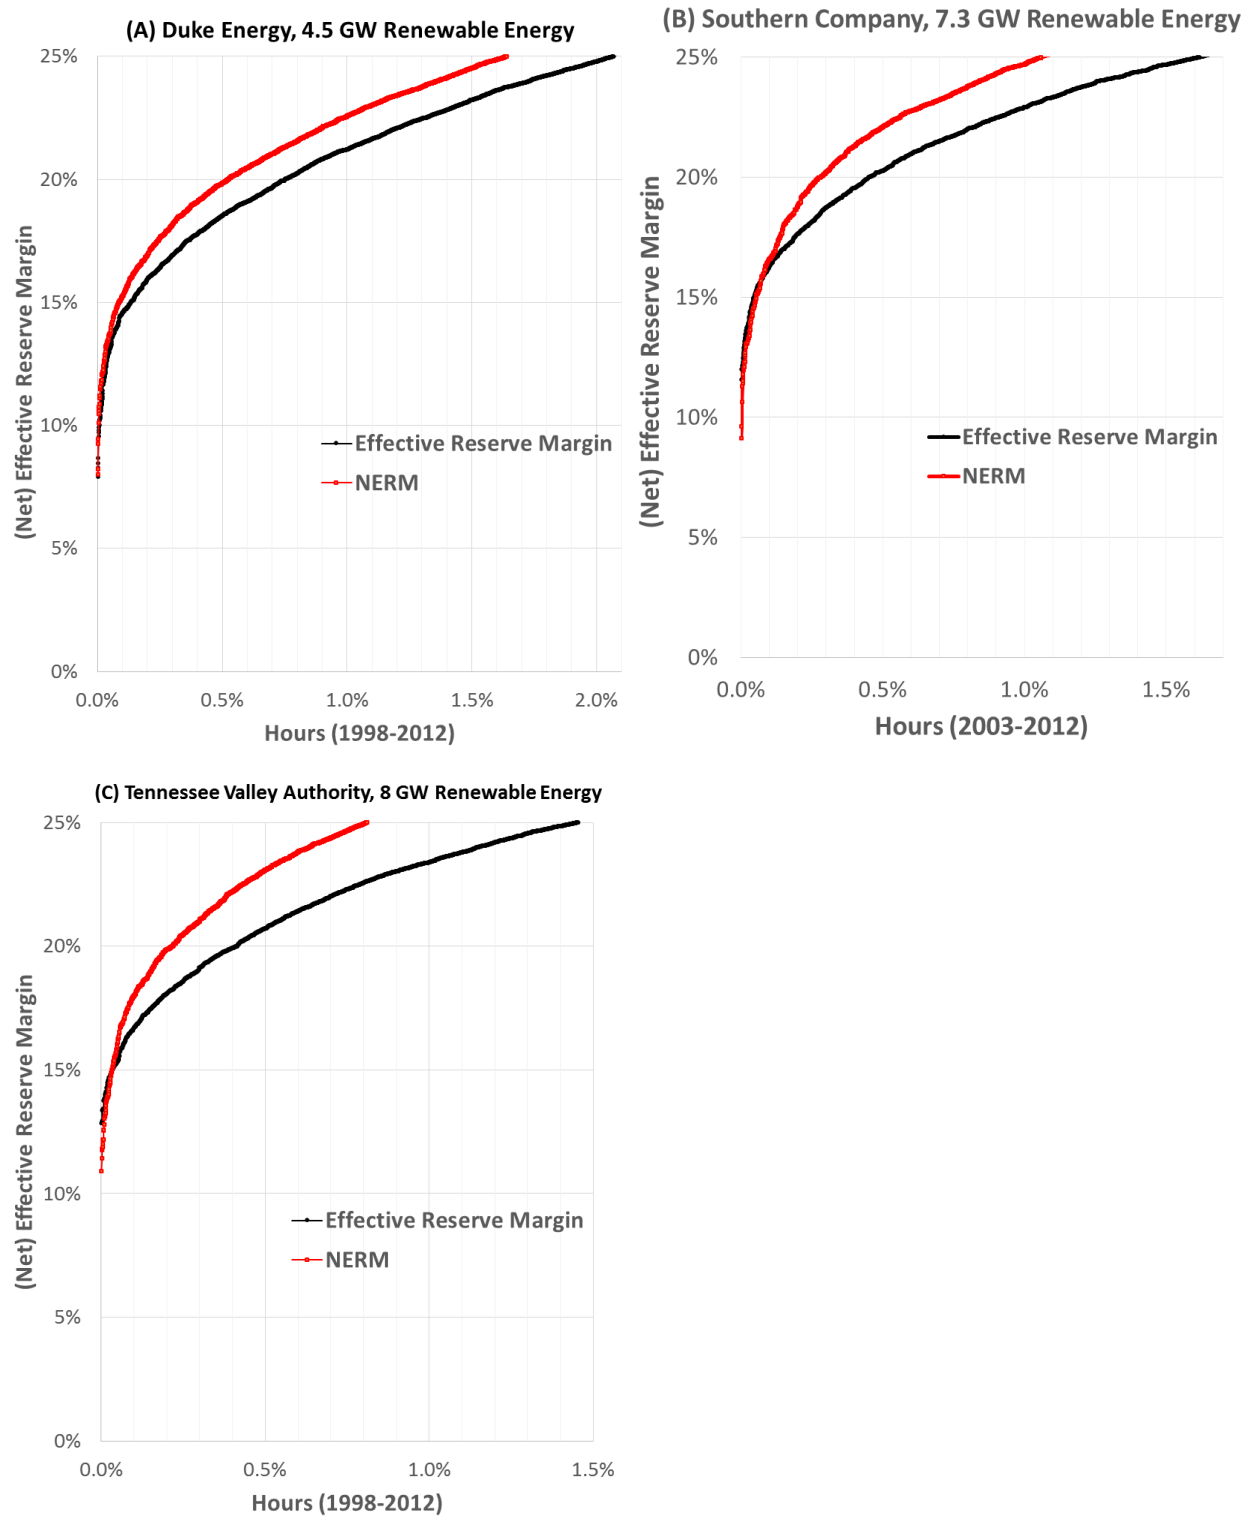 (A) Duke Energy, 4.5 GW Renewable Energy
25%
20%
15%
10%
5%
0%
(Net) Effective Reserve Margin
Effective Reserve Margin
NERM
0.0%
0.5%
1.0%
1.5%
2.0%
Hours (1998-2012)
(B) Southern Company, 7.3 GW Renewable Energy
25%
20%
15%
10%
5%
0%
(Net) Effective Reserve Margin
Effective Reserve Margin
NERM
0.0%
0.5%
1.0%
1.5%
Hours (2003-2012)
(C) Tennessee Valley Authority, 8 GW Renewable Energy
25%
20%
15%
10%
5%
0%
(Net) Effective Reserve Margin
Effective Reserve Margin
NERM
0.0%
0.5%
1.0%
1.5%
Hours (1998-2012)